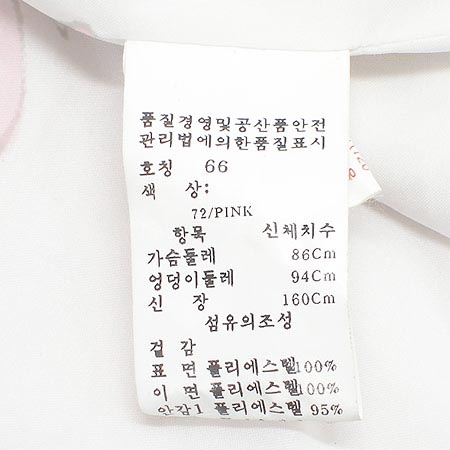 품질경영및공산품안전
관리법에의한품질표시
호칭 66
색 상:
72/PINK
항목 신체치수
가슴둘레 86Cm
엉덩이둘레 94Cm
신 장 160Cm
섬유의조성
겉 감
표 면 폴리에스텔100%
이 면 폴리에스텔100%
안감1 폴리에스텔 95%